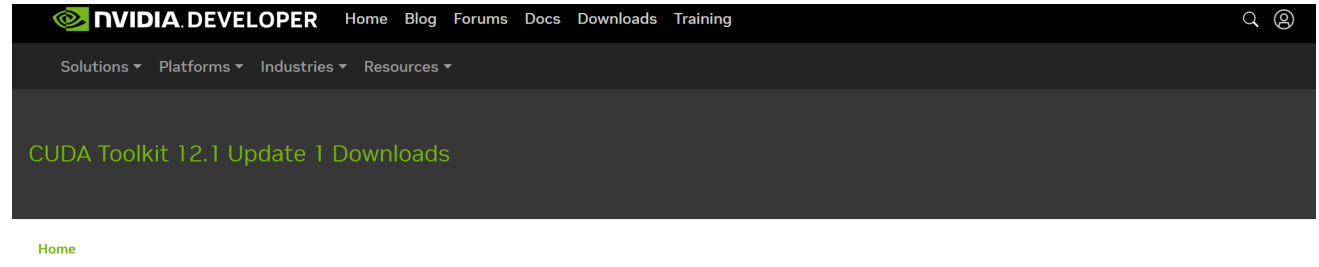 NVIDIA. DEVELOPER Home Blog Forums Docs Downloads Training
Solutions Platforms Industries Resources
CUDA Toolkit 12.1 Update 1 Downloads
Home